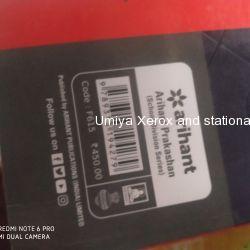 arihant
Arihant Prakashan
(School Division Series)
Code : F615 ₹450.00
Published by ARIHANT PUBLICATIONS (INDIA) LIMITED
Follow us on
Umiya Xerox and stationa
REDMI NOTE 6 PRO
MI DUAL CAMERA